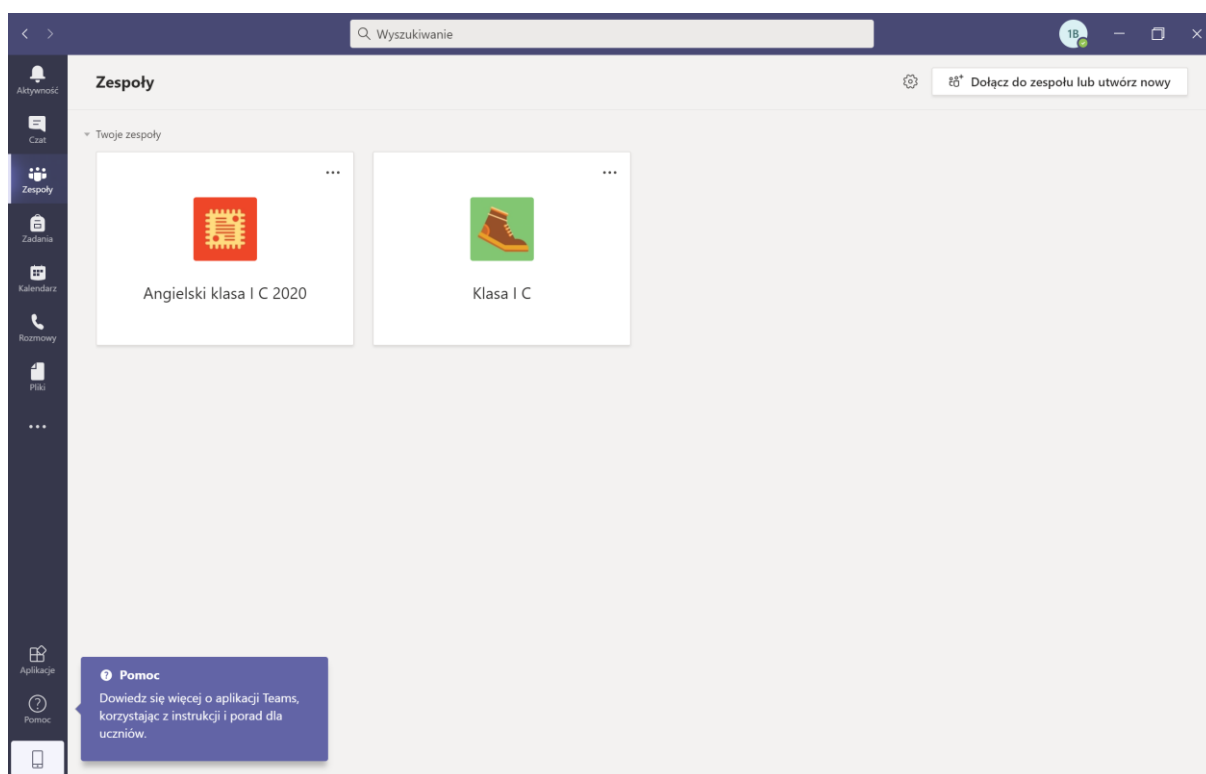 Wyszukiwanie
1B
Aktywność
Czat
Zespoły
Zadania
Kalendarz
Rozmowy
Pliki
Aplikacje
Pomoc
Zespoły
Dołącz do zespołu lub utwórz nowy
Twoje zespoły
Angielski klasa I C 2020
Klasa I C
Pomoc
Dowiedz się więcej o aplikacji Teams,
korzystając z instrukcji i porad dla
uczniów.